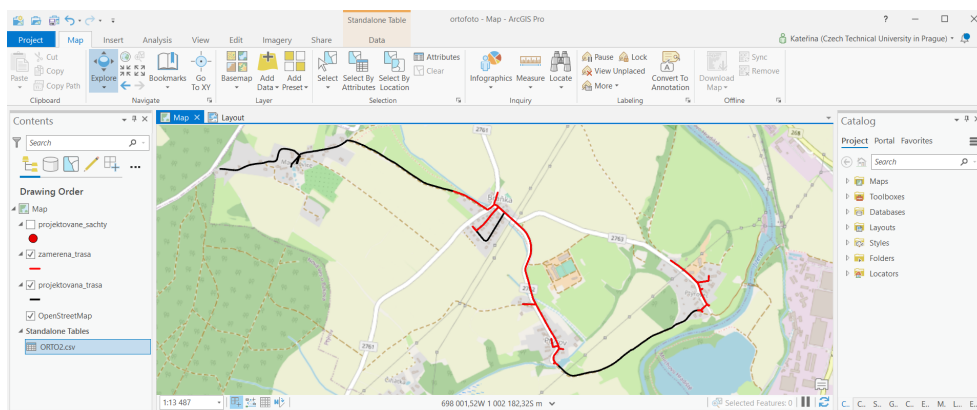 Standalone Table
ortofoto - Map - ArcGIS Pro
?
Project Map Insert Analysis View Edit Imagery Share Data
Kateřina (Czech Technical University in Prague)
Paste
Cut
Copy
Copy Path
Clipboard
Explore
Bookmarks
Go To XY
Navigate
Basemap
Add Data
Add Preset
Layer
Select
Select By Attributes
Select By Location
Attributes
Clear
Selection
Infographics
Measure
Locate
Inquiry
Pause
Lock
View Unplaced
More
Convert To Annotation
Labeling
Download Map
Sync
Remove
Offline
Contents
Search
Drawing Order
Map
projektovane_sachty
zamerena_trasa
projektovana_trasa
OpenStreetMap
Standalone Tables
ORTO2.csv
Map
Layout
2761
268
2763
2762
2761
1:13 487
698 001,52W 1 002 182,32S m
Selected Features: 0
Catalog
Project Portal Favorites
Search
Maps
Toolboxes
Databases
Layouts
Styles
Folders
Locators
C... C... S... G... C... E... M... L... E...